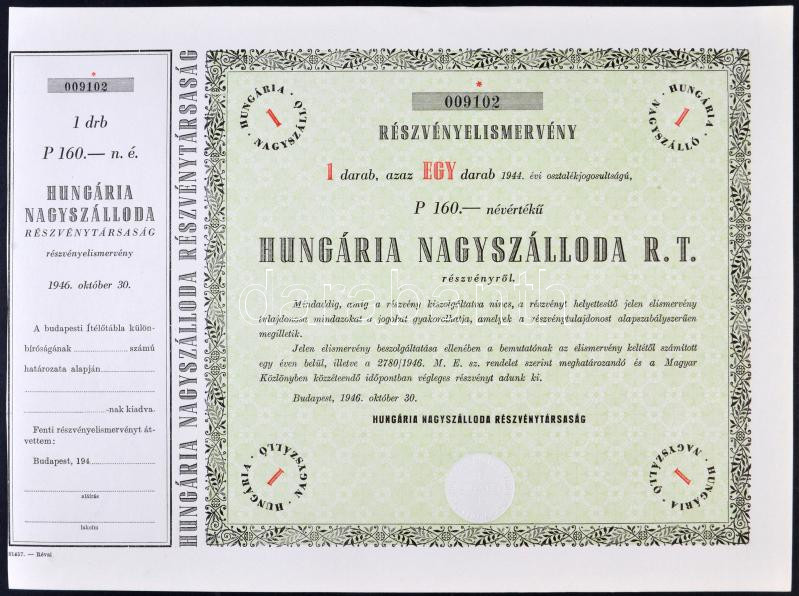 *
009102
1 drb
P 160.— n. é.
HUNGÁRIA
NAGYSZÁLLODA
RÉSZVÉNYTÁRSASÁG
részvényelismervény
1946. október 30.
A budapesti Ítélőtábla külön-
bíróságának............számú
határozata alapján............
............-nak kiadva.
Fenti részvényelismervényt át-
vettem:
Budapest, 194............
aláírás
lakcím
81457. — Révai
HUNGÁRIA NAGYSZÁLLODA RÉSZVÉNYTÁRSASÁG
HUNGÁRIA · NAGYSZÁLLÓ ·
1
HUNGÁRIA · NAGYSZÁLLÓ ·
1
*
009102
RÉSZVÉNYELISMERVÉNY
1 darab, azaz EGY darab 1944. évi osztalékjogosultságú,
P 160.— névértékű
HUNGÁRIA NAGYSZÁLLODA R. T.
részvényről.
darabanth
Mindaddig, amíg a részvény kiszolgáltatva nincs, a részvényt helyettesítő jelen elismervény
tulajdonosa mindazokat a jogokat gyakorolhatja, amelyek a részvénytulajdonost alapszabályszerűen
megilletik.
Jelen elismervény beszolgáltatása ellenében a bemutatónak az elismervény keltétől számított
egy éven belül, illetve a 2780/1946. M. E. sz. rendelet szerint meghatározandó és a Magyar
Közlönyben közzéteendő időpontban végleges részvényt adunk ki.
Budapest, 1946. október 30.
HUNGÁRIA NAGYSZÁLLODA RÉSZVÉNYTÁRSASÁG
HUNGÁRIA · NAGYSZÁLLÓ ·
1
HUNGÁRIA · NAGYSZÁLLÓ ·
1